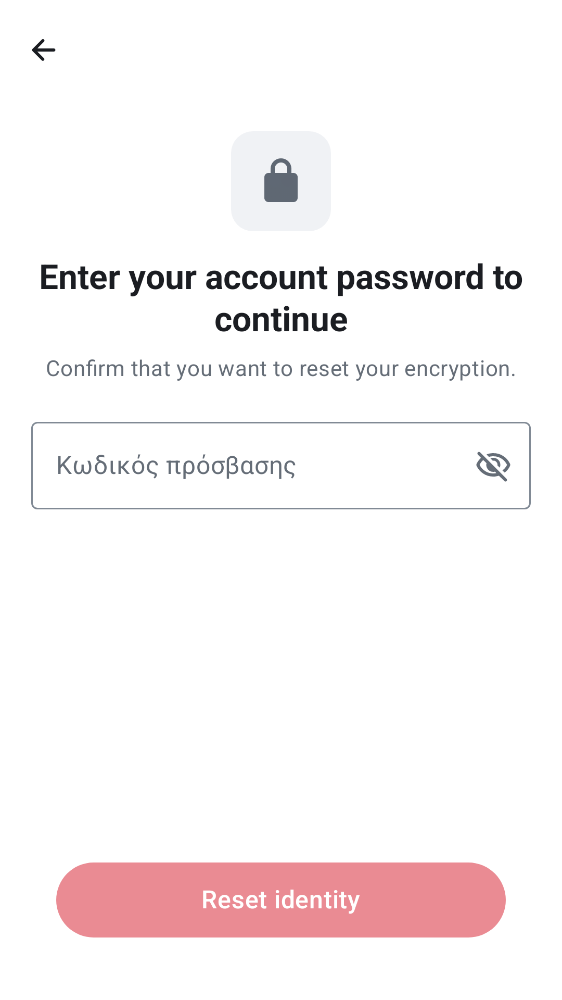 Enter your account password to
continue
Confirm that you want to reset your encryption.
Κωδικός πρόσβασης
Reset identity